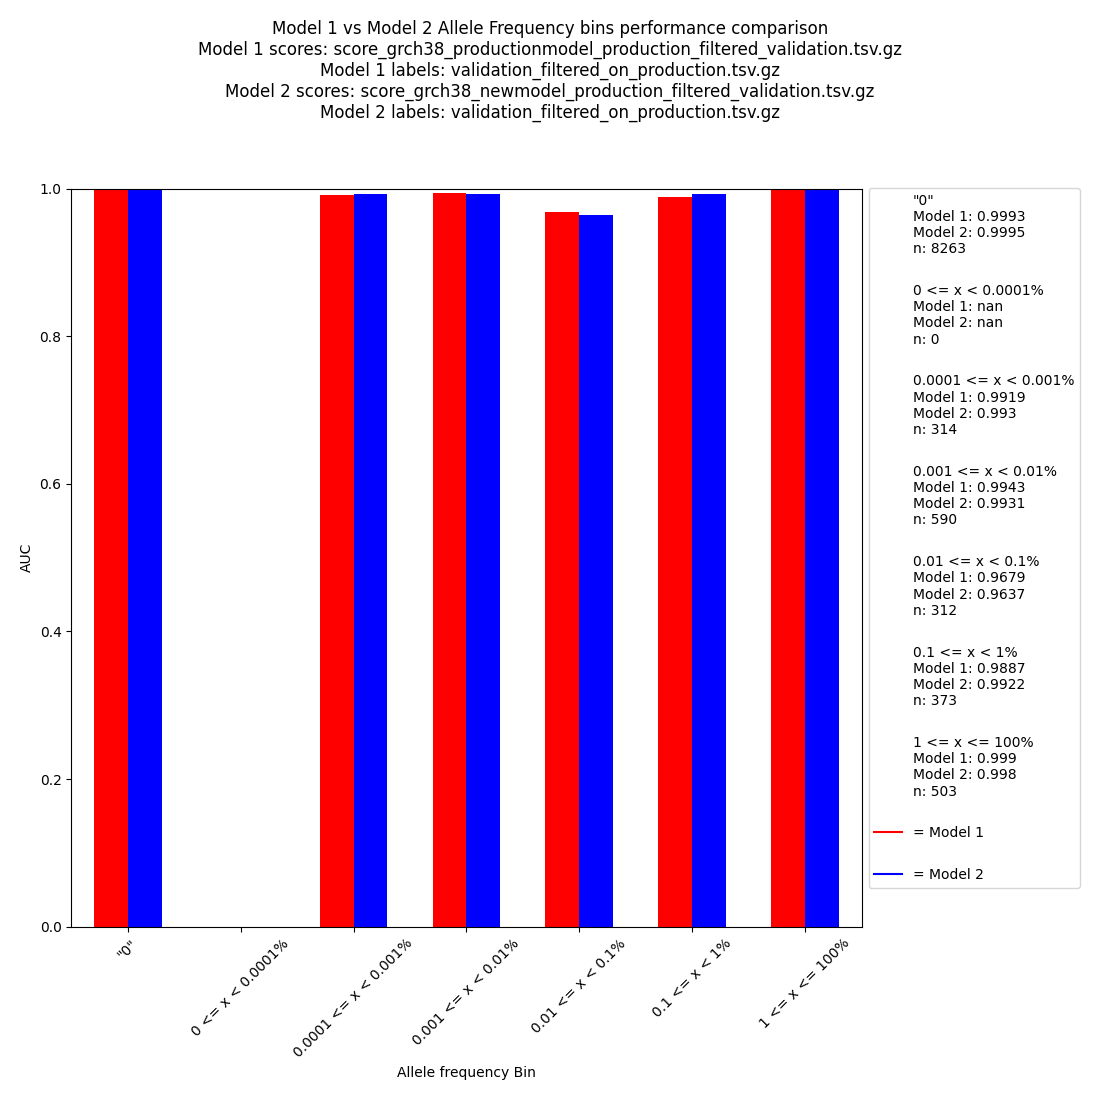 Model 1 vs Model 2 Allele Frequency bins performance comparison
Model 1 scores: score_grch38_productionmodel_production_filtered_validation.tsv.gz
Model 1 labels: validation_filtered_on_production.tsv.gz
Model 2 scores: score_grch38_newmodel_production_filtered_validation.tsv.gz
Model 2 labels: validation_filtered_on_production.tsv.gz
1.0
0.8
0.6
0.4
0.2
0.0
AUC
"0"
0 <= x < 0.0001%
0.0001 <= x < 0.001%
0.001 <= x < 0.01%
0.01 <= x < 0.1%
0.1 <= x < 1%
1 <= x <= 100%
Allele frequency Bin
"0"
Model 1: 0.9993
Model 2: 0.9995
n: 8263
0 <= x < 0.0001%
Model 1: nan
Model 2: nan
n: 0
0.0001 <= x < 0.001%
Model 1: 0.9919
Model 2: 0.993
n: 314
0.001 <= x < 0.01%
Model 1: 0.9943
Model 2: 0.9931
n: 590
0.01 <= x < 0.1%
Model 1: 0.9679
Model 2: 0.9637
n: 312
0.1 <= x < 1%
Model 1: 0.9887
Model 2: 0.9922
n: 373
1 <= x <= 100%
Model 1: 0.999
Model 2: 0.998
n: 503
= Model 1
= Model 2